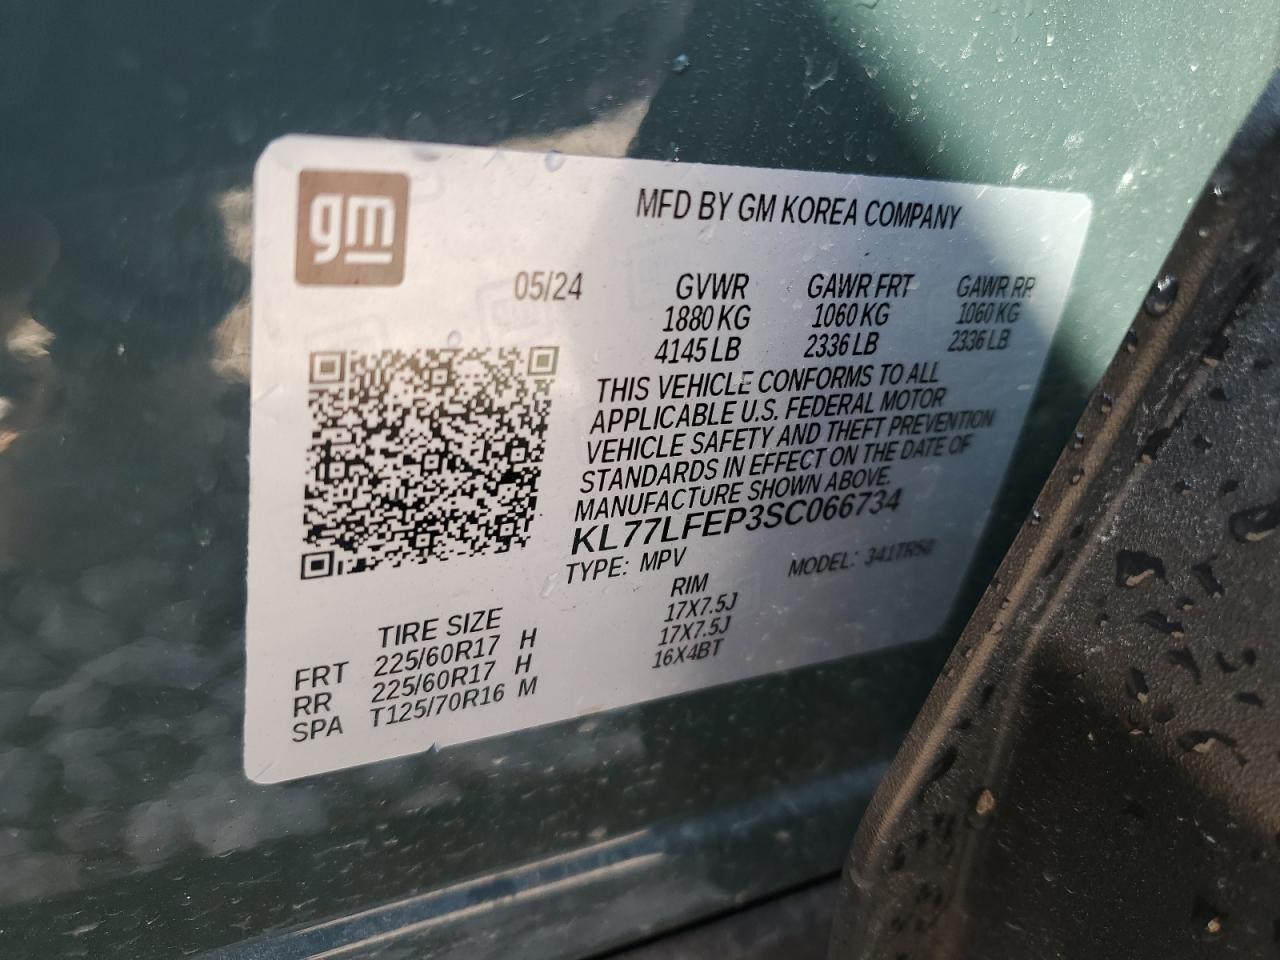 gm
MFD BY GM KOREA COMPANY
05/24 GVWR GAWR FRT GAWR RR
1880 KG 1060 KG 1060 KG
4145 LB 2336 LB 2336 LB
THIS VEHICLE CONFORMS TO ALL
APPLICABLE U.S. FEDERAL MOTOR
VEHICLE SAFETY AND THEFT PREVENTION
STANDARDS IN EFFECT ON THE DATE OF
MANUFACTURE SHOWN ABOVE.
KL77LFEP3SC066734
TYPE: MPV MODEL:
TIRE SIZE RIM
FRT 225/60R17 H 17X7.5J
RR 225/60R17 H 17X7.5J
SPA T125/70R16 M 16X4BT